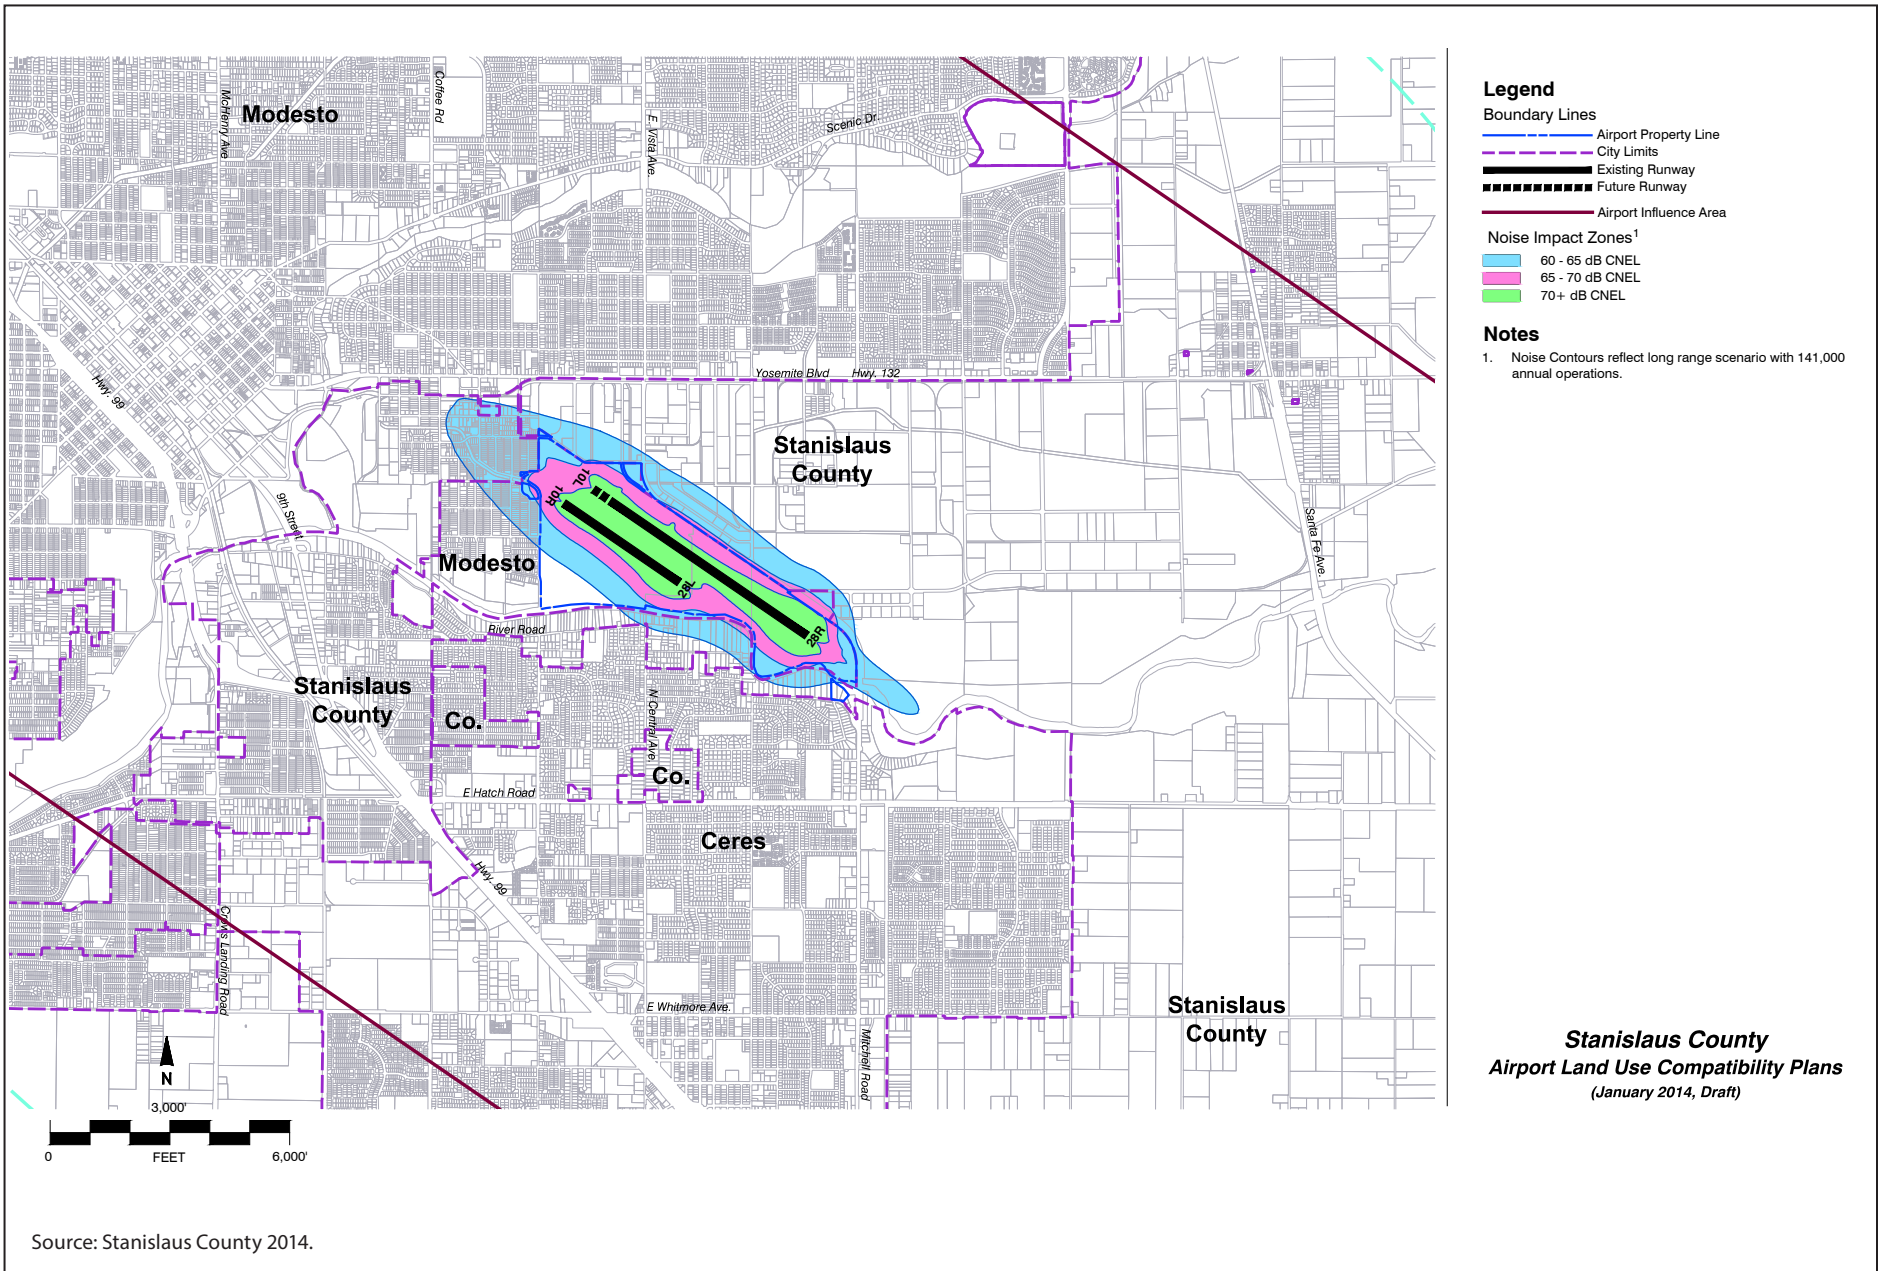 Modesto
McHenry Ave
Coffee Rd
E. Vista Ave.
Scenic Dr.
Hwy. 99
Yosemite Blvd Hwy. 132
Stanislaus
County
10L
10R
9th Street
Modesto
28L
28R
River Road
Santa Fe Ave.
Stanislaus
County
Co.
N Central Ave.
Co.
E Hatch Road
Ceres
Hwy. 99
Crows Landing Road
E Whitmore Ave.
Mitchell Road
Stanislaus
County
N
3,000'
0 FEET 6,000'
Legend
Boundary Lines
Airport Property Line
City Limits
Existing Runway
Future Runway
Airport Influence Area
Noise Impact Zones1
60 - 65 dB CNEL
65 - 70 dB CNEL
70+ dB CNEL
Notes
1. Noise Contours reflect long range scenario with 141,000
annual operations.
Stanislaus County
Airport Land Use Compatibility Plans
(January 2014, Draft)
Source: Stanislaus County 2014.